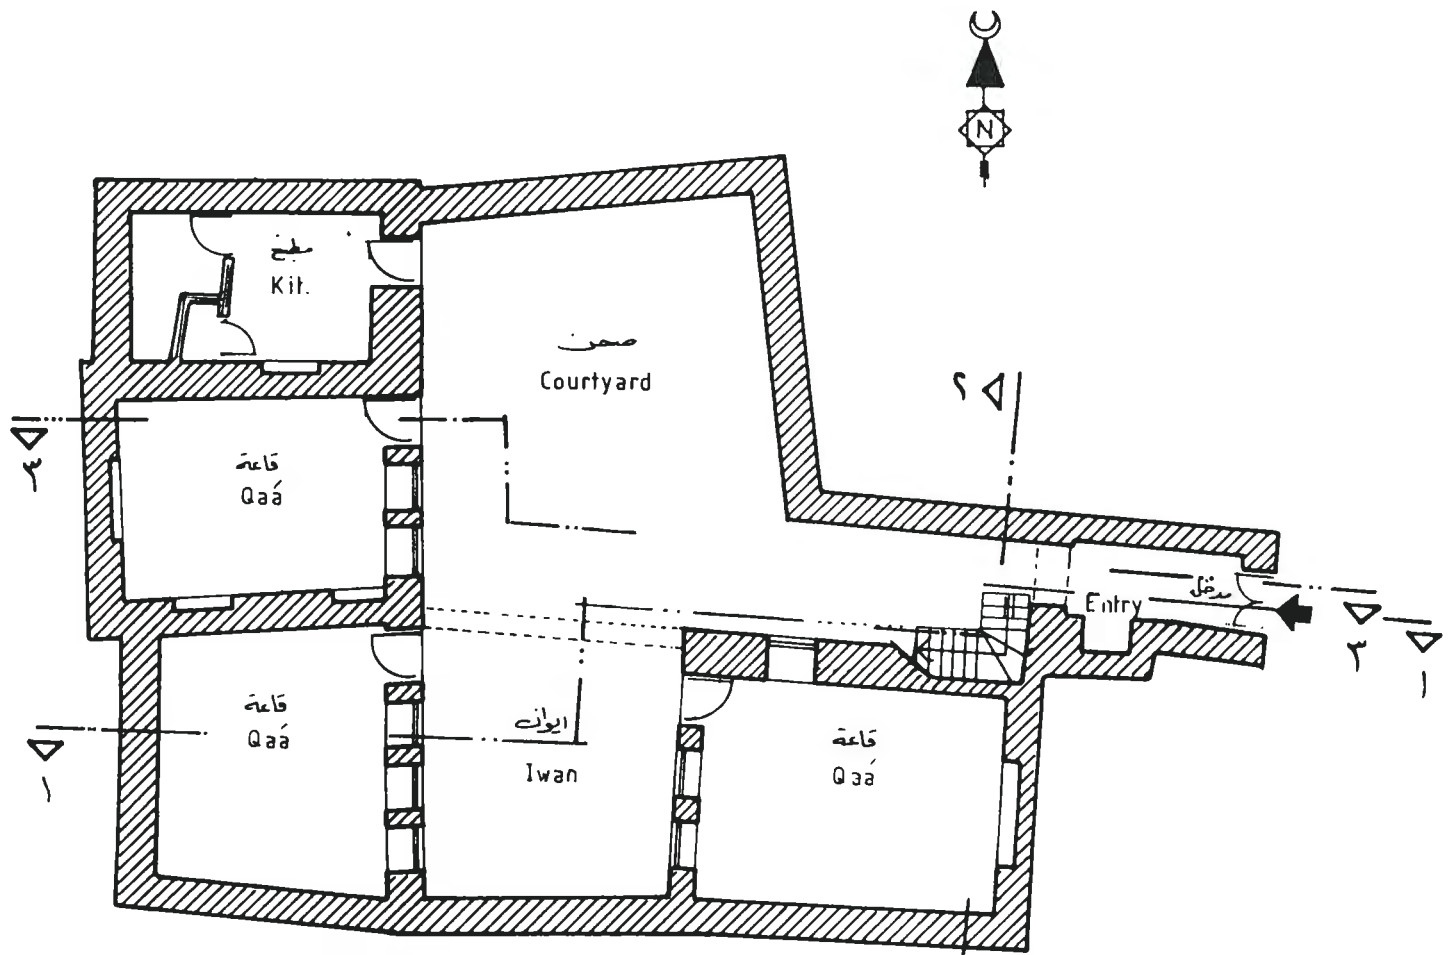 N
مطبخ
Kit.
صحن
Courtyard
٢
٣
قاعة
Qaá
مدخل
Entry
٣
١
قاعة
Qaá
ايوان
Iwan
قاعة
Qaá
١